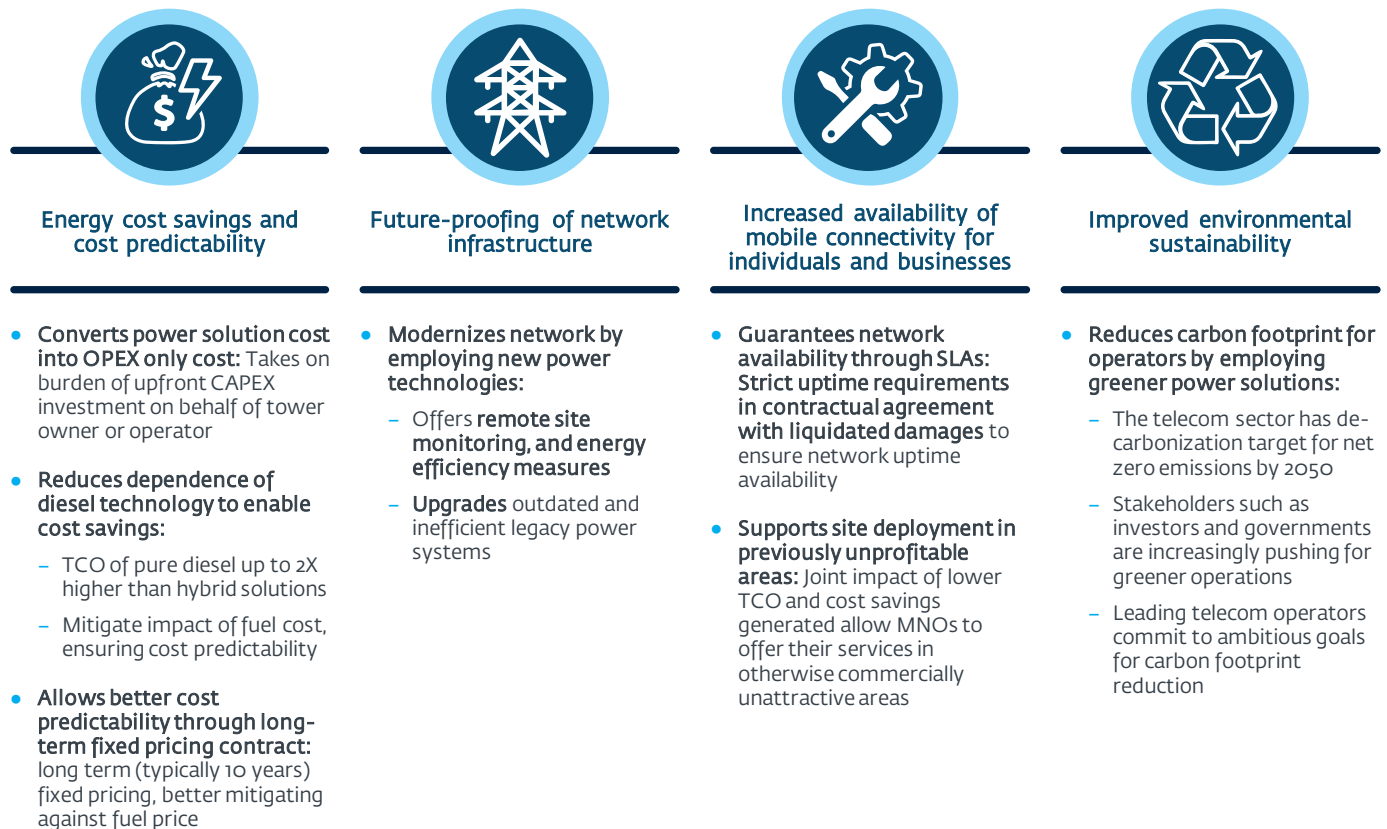 $
Energy cost savings and
cost predictability
• Converts power solution cost
into OPEX only cost: Takes on
burden of upfront CAPEX
investment on behalf of tower
owner or operator
• Reduces dependence of
diesel technology to enable
cost savings:
– TCO of pure diesel up to 2X
higher than hybrid solutions
– Mitigate impact of fuel cost,
ensuring cost predictability
• Allows better cost
predictability through long-
term fixed pricing contract:
long term (typically 10 years)
fixed pricing, better mitigating
against fuel price
Future-proofing of network
infrastructure
• Modernizes network by
employing new power
technologies:
– Offers remote site
monitoring, and energy
efficiency measures
– Upgrades outdated and
inefficient legacy power
systems
Increased availability of
mobile connectivity for
individuals and businesses
• Guarantees network
availability through SLAs:
Strict uptime requirements
in contractual agreement
with liquidated damages to
ensure network uptime
availability
• Supports site deployment in
previously unprofitable
areas: Joint impact of lower
TCO and cost savings
generated allow MNOs to
offer their services in
otherwise commercially
unattractive areas
Improved environmental
sustainability
• Reduces carbon footprint for
operators by employing
greener power solutions:
– The telecom sector has de-
carbonization target for net
zero emissions by 2050
– Stakeholders such as
investors and governments
are increasingly pushing for
greener operations
– Leading telecom operators
commit to ambitious goals
for carbon footprint
reduction